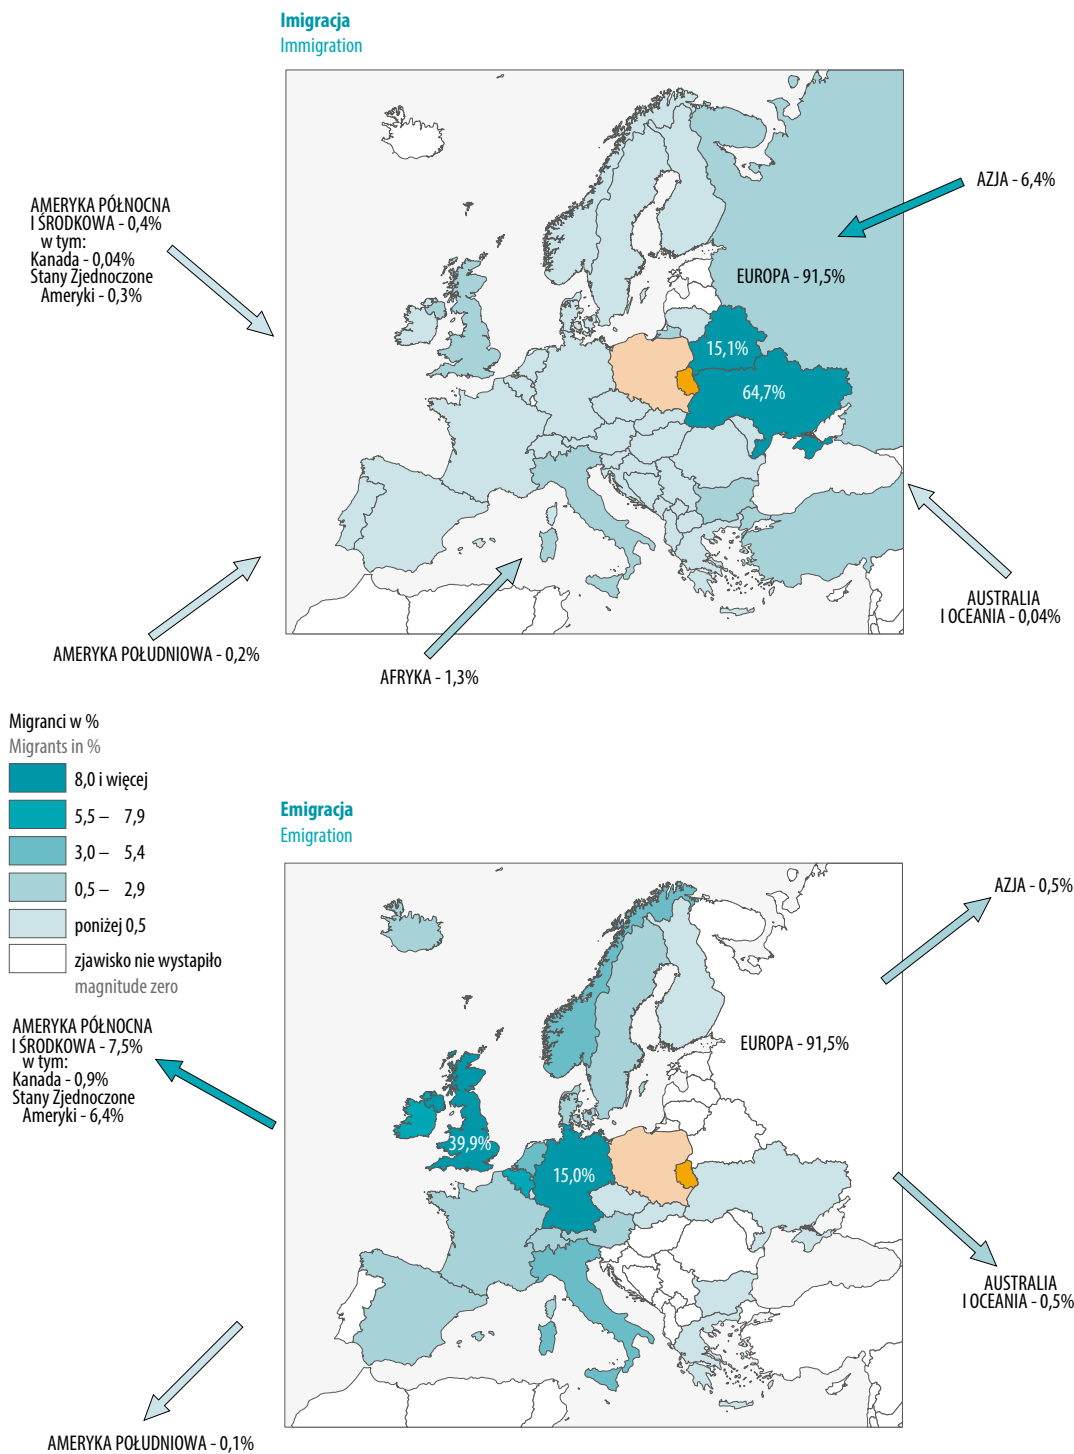 Imigracja
Immigration
AZJA - 6,4%
AMERYKA PÓŁNOCNA
I ŚRODKOWA - 0,4%
w tym:
Kanada - 0,04%
Stany Zjednoczone
Ameryki - 0,3%
EUROPA - 91,5%
15,1%
64,7%
AUSTRALIA
I OCEANIA - 0,04%
AMERYKA POŁUDNIOWA - 0,2%
AFRYKA - 1,3%
Migranci w %
Migrants in %
8,0 i więcej
5,5 – 7,9
3,0 – 5,4
0,5 – 2,9
poniżej 0,5
zjawisko nie wystapiło
magnitude zero
Emigracja
Emigration
AZJA - 0,5%
AMERYKA PÓŁNOCNA
I ŚRODKOWA - 7,5%
w tym:
Kanada - 0,9%
Stany Zjednoczone
Ameryki - 6,4%
EUROPA - 91,5%
39,9%
15,0%
AUSTRALIA
I OCEANIA - 0,5%
AMERYKA POŁUDNIOWA - 0,1%